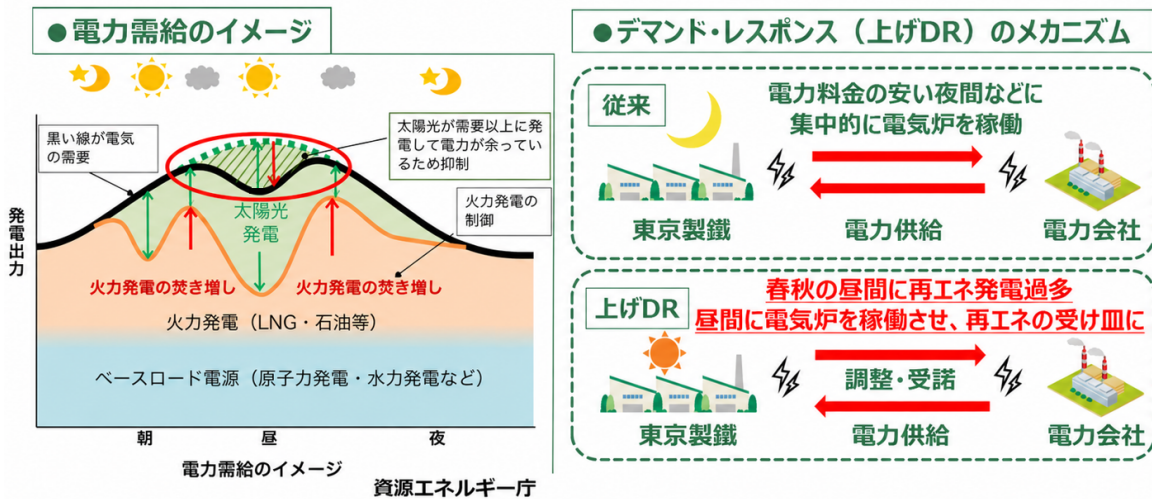 ●電力需給のイメージ
黒い線が電気
の需要
太陽光が需要以上に発
電して電力が余ってい
るため抑制
火力発電の
制御
発電出力
太陽光
発電
火力発電の焚き増し
火力発電の焚き増し
火力発電（LNG・石油等）
ベースロード電源（原子力発電・水力発電など）
朝
昼
夜
電力需給のイメージ
資源エネルギー庁
●デマンド・レスポンス（上げDR）のメカニズム
従来
電力料金の安い夜間などに
集中的に電気炉を稼働
東京製鐵
電力供給
電力会社
上げDR
春秋の昼間に再エネ発電過多
昼間に電気炉を稼働させ、再エネの受け皿に
調整・受諾
東京製鐵
電力供給
電力会社